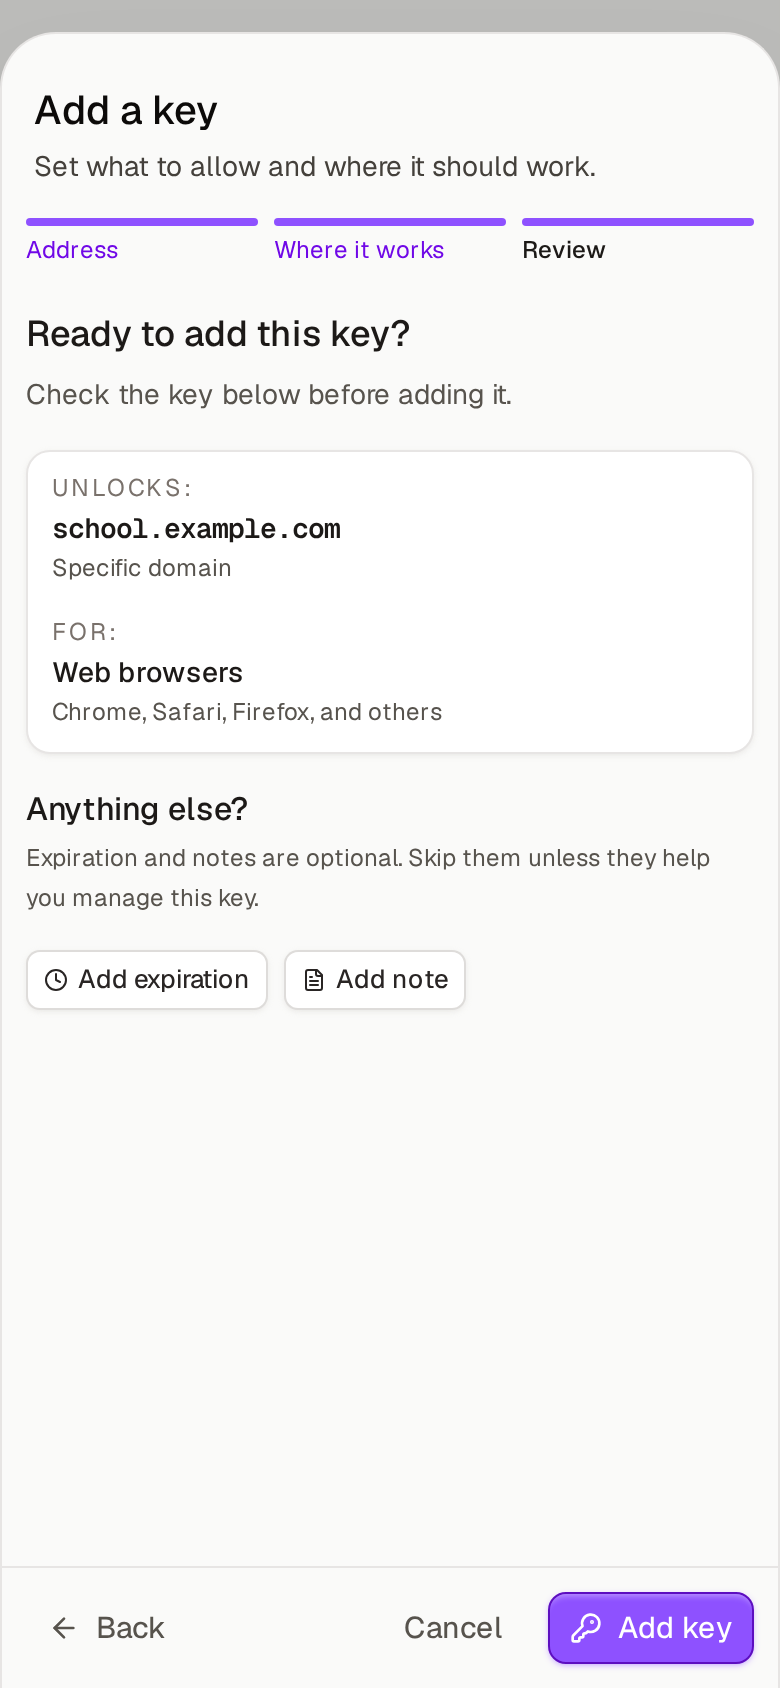 Add a key
Set what to allow and where it should work.
Address
Where it works
Review
Ready to add this key?
Check the key below before adding it.
UNLOCKS:
school.example.com
Specific domain
FOR:
Web browsers
Chrome, Safari, Firefox, and others
Anything else?
Expiration and notes are optional. Skip them unless they help
you manage this key.
Add expiration
Add note
Back
Cancel
Add key